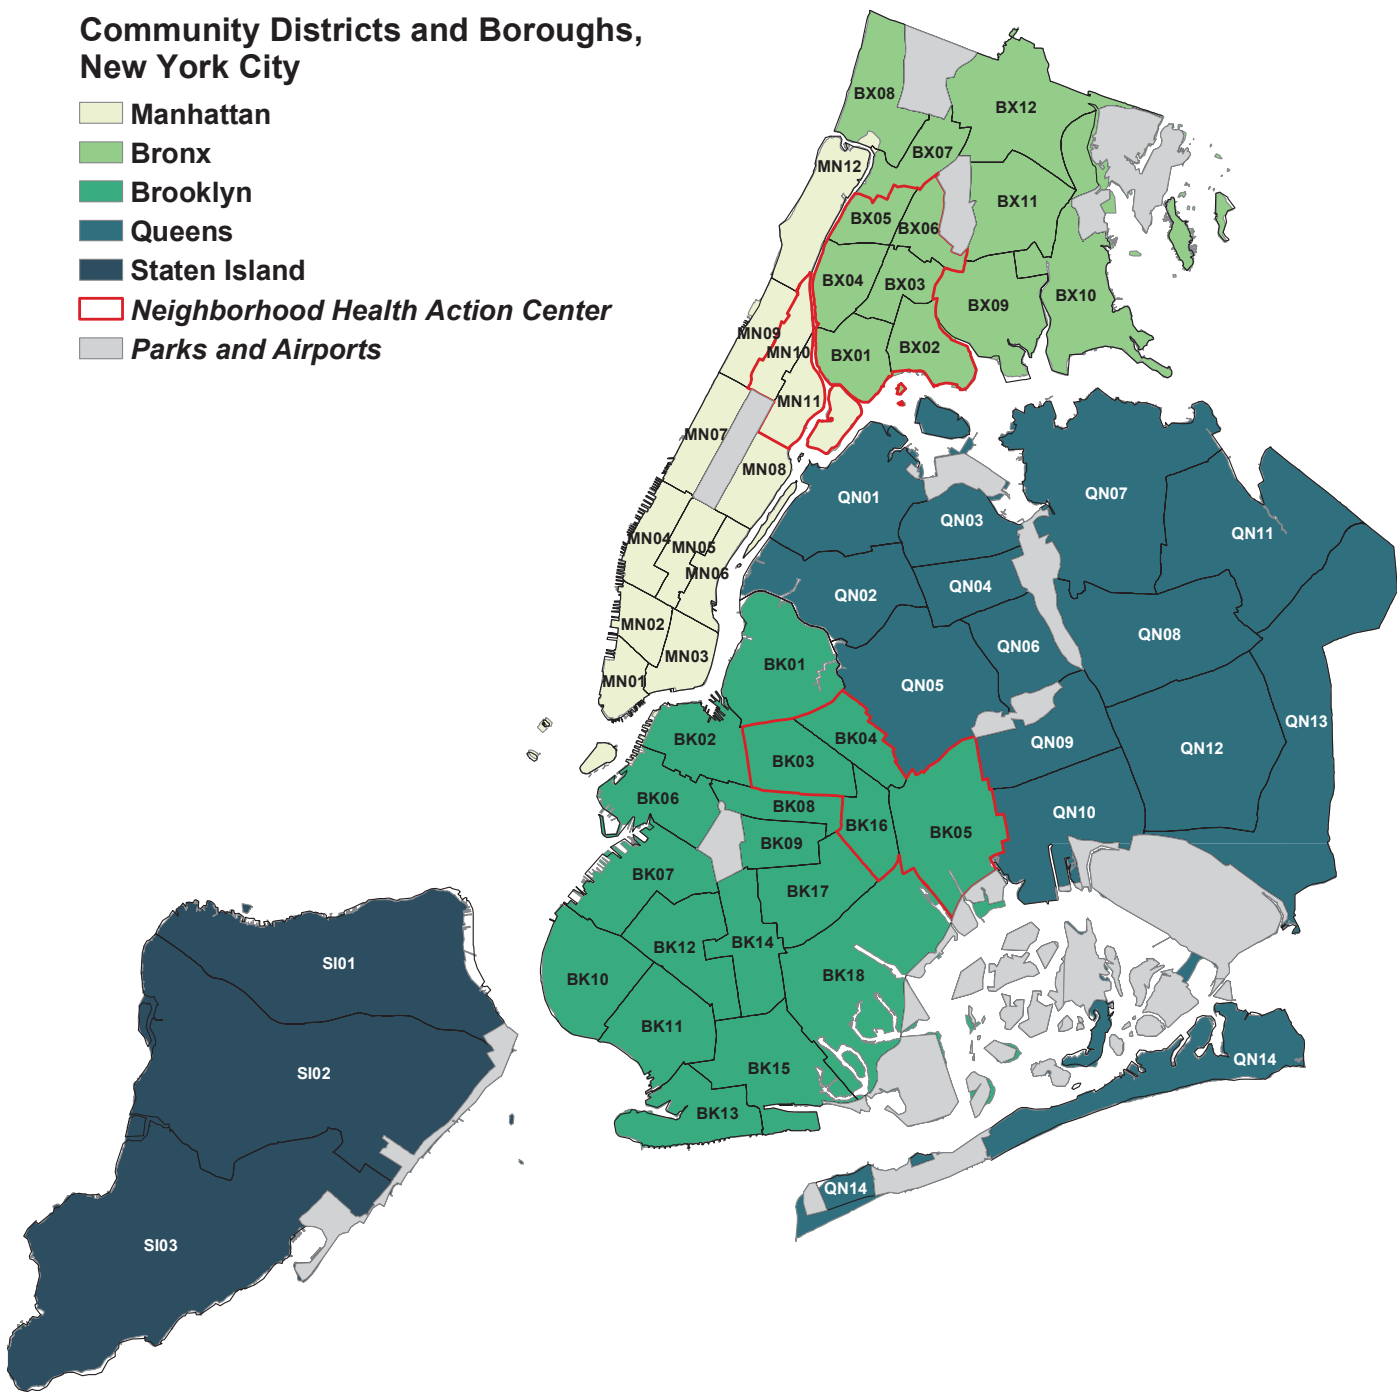 Community Districts and Boroughs,
New York City
Manhattan
Bronx
Brooklyn
Queens
Staten Island
Neighborhood Health Action Center
Parks and Airports
BX08
BX12
BX07
MN12
BX11
BX05
BX06
BX04
BX03
BX10
BX09
MN09
MN10
BX01
BX02
MN11
MN07
MN08
QN01
QN07
QN03
QN11
MN04
MN05
MN06
QN04
QN02
MN02
QN08
QN06
MN03
BK01
MN01
QN05
QN13
BK02
BK04
QN09
QN12
BK03
BK06
BK08
QN10
BK16
BK05
BK09
BK07
BK17
BK14
BK12
SI01
BK18
BK10
BK11
QN14
BK15
SI02
BK13
QN14
SI03